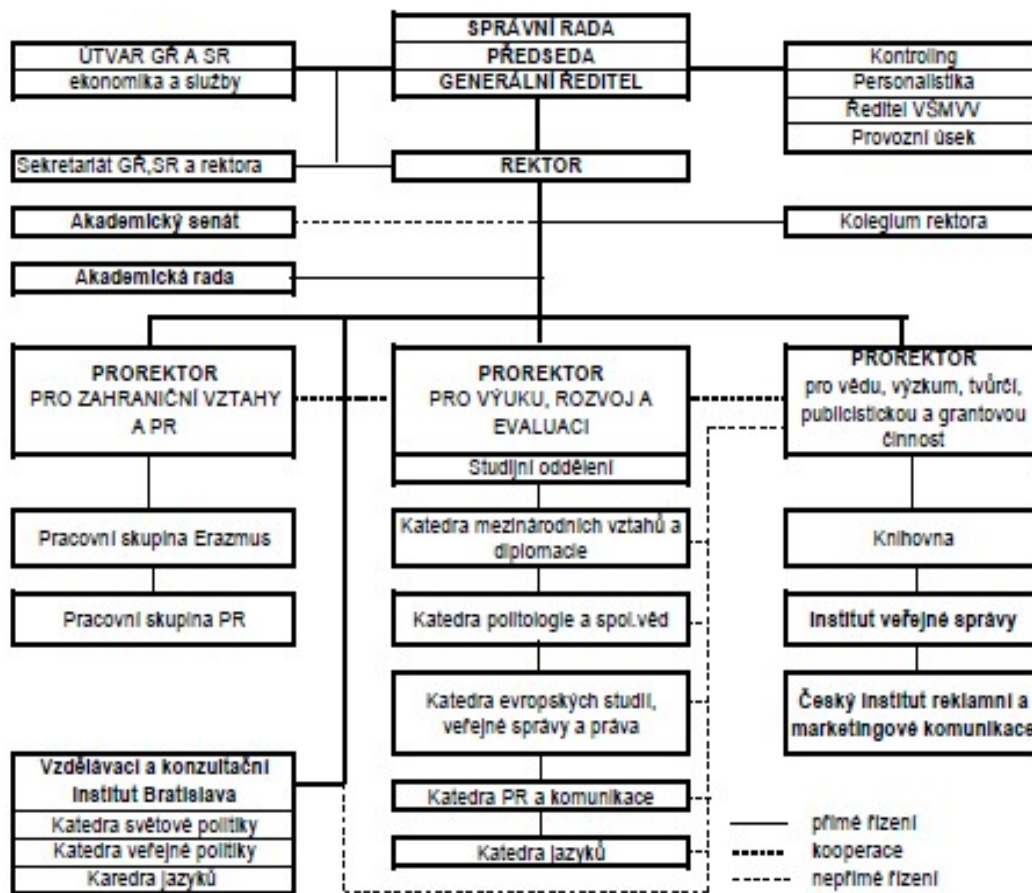 SPRÁVNÍ RADA
PŘEDSEDA
GENERÁLNÍ ŘEDITEL
ÚTVAR GŘ A SR
ekonomika a služby
Kontroling
Personalistika
Ředitel VŠMVV
Provozní úsek
Sekretariát GŘ,SR a rektora
REKTOR
Akademický senát
Kolegium rektora
Akademická rada
PROREKTOR
PRO ZAHRANIČNÍ VZTAHY
A PR
PROREKTOR
PRO VÝUKU, ROZVOJ A
EVALUACI
Studijní oddělení
PROREKTOR
pro vědu, výzkum, tvůrčí,
publicistickou a grantovou
činnost
Pracovní skupina Erazmus
Katedra mezinárodních vztahů a
diplomacie
Knihovna
Pracovní skupina PR
Katedra politologie a spol.věd
Institut veřejné správy
Katedra evropských studií,
veřejné správy a práva
Český institut reklamní a
marketingové komunikace
Vzdělávací a konzultační
institut Bratislava
Katedra světové politiky
Katedra veřejné politiky
Karedra jazyků
Katedra PR a komunikace
Katedra jazyků
přímé řízení
kooperace
nepřímé řízení